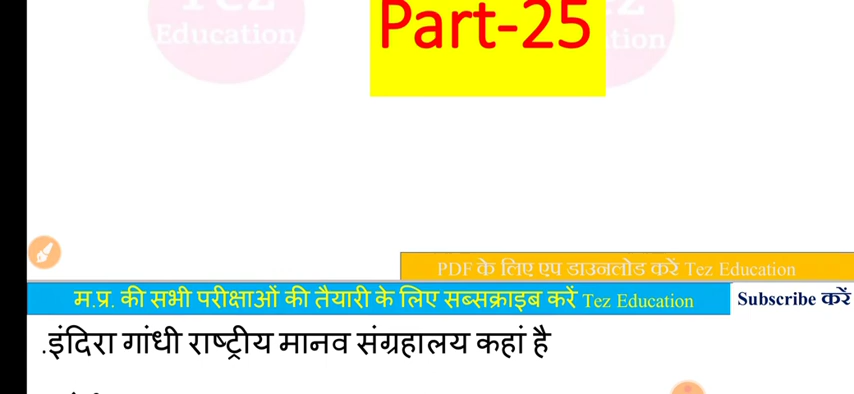 Tez
Education
Part-25
PDF के लिए एप डाउनलोड करें Tez Education
म.प्र. की सभी परीक्षाओं की तैयारी के लिए सब्सक्राइब करें Tez Education
Subscribe करें
.इंदिरा गांधी राष्ट्रीय मानव संग्रहालय कहां है